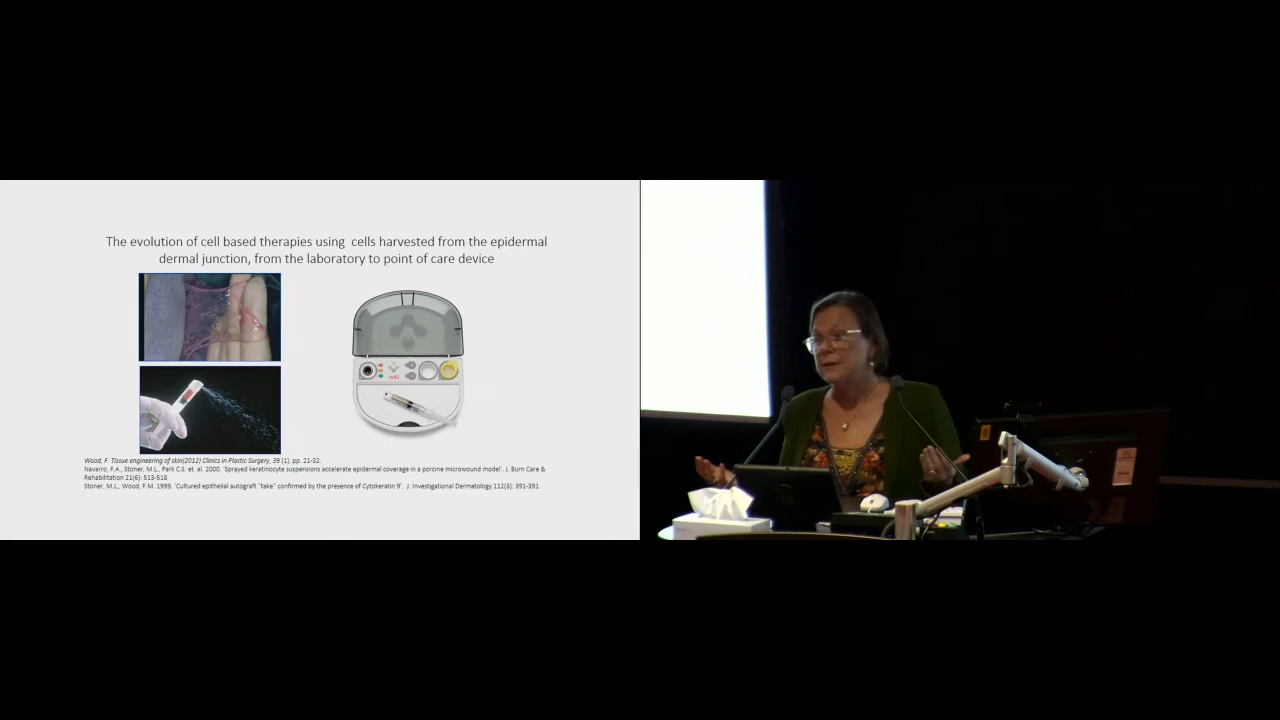 The evolution of cell based therapies using cells harvested from the epidermal
dermal junction, from the laboratory to point of care device
Wood, F. Tissue engineering of skin(2012) Clinics in Plastic Surgery, 39 (1), pp. 21-32.
Navarro, F.A., Stoner, M.L., Park C.S. et. al. 2000. 'Sprayed keratinocyte suspensions accelerate epidermal coverage in a porcine microwound model'. J. Burn Care &
Rehabilitation 21(6): 513-518
Stoner, M.L., Wood, F.M. 1999. 'Cultured epithelial autograft "take" confirmed by the presence of Cytokeratin 9'. J. Investigational Dermatology 112(3): 391-391.